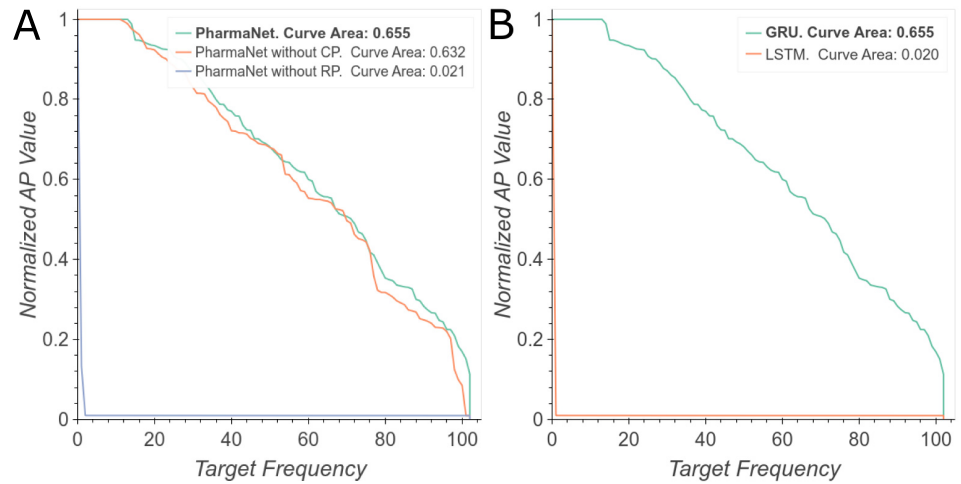 A
PharmaNet. Curve Area: 0.655
PharmaNet without CP. Curve Area: 0.632
PharmaNet without RP. Curve Area: 0.021
1
0.8
0.6
0.4
0.2
0
Normalized AP Value
0 20 40 60 80 100
Target Frequency
B
GRU. Curve Area: 0.655
LSTM. Curve Area: 0.020
1
0.8
0.6
0.4
0.2
0
Normalized AP Value
0 20 40 60 80 100
Target Frequency